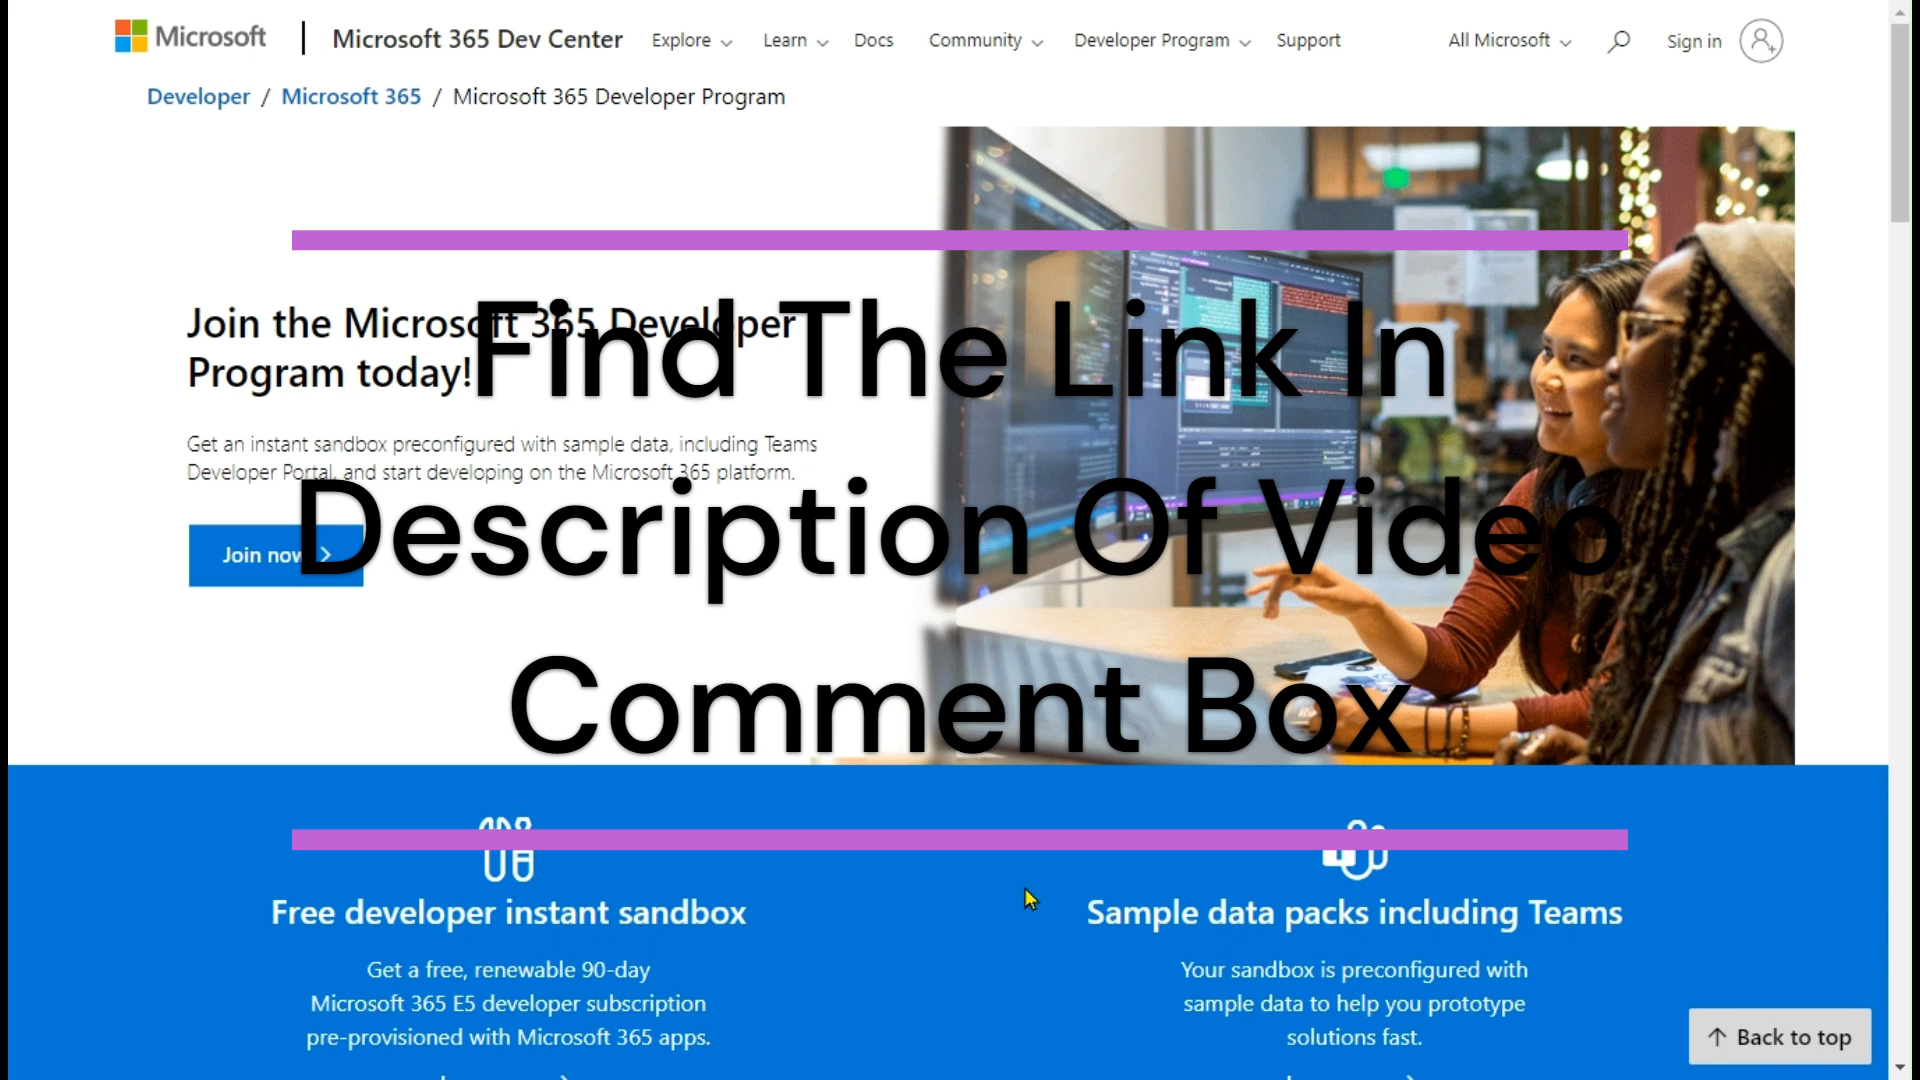 Microsoft
Microsoft 365 Dev Center
Explore
Learn
Docs
Community
Developer Program
Support
All Microsoft
Sign in
Developer / Microsoft 365 / Microsoft 365 Developer Program
Join the Microsoft 365 Developer
Program today!
Get an instant sandbox preconfigured with sample data, including Teams
Developer Portal, and start developing on the Microsoft 365 platform.
Join now
Find The Link In
Description Of Video
Comment Box
Free developer instant sandbox
Get a free, renewable 90-day
Microsoft 365 E5 developer subscription
pre-provisioned with Microsoft 365 apps.
Sample data packs including Teams
Your sandbox is preconfigured with
sample data to help you prototype
solutions fast.
Back to top